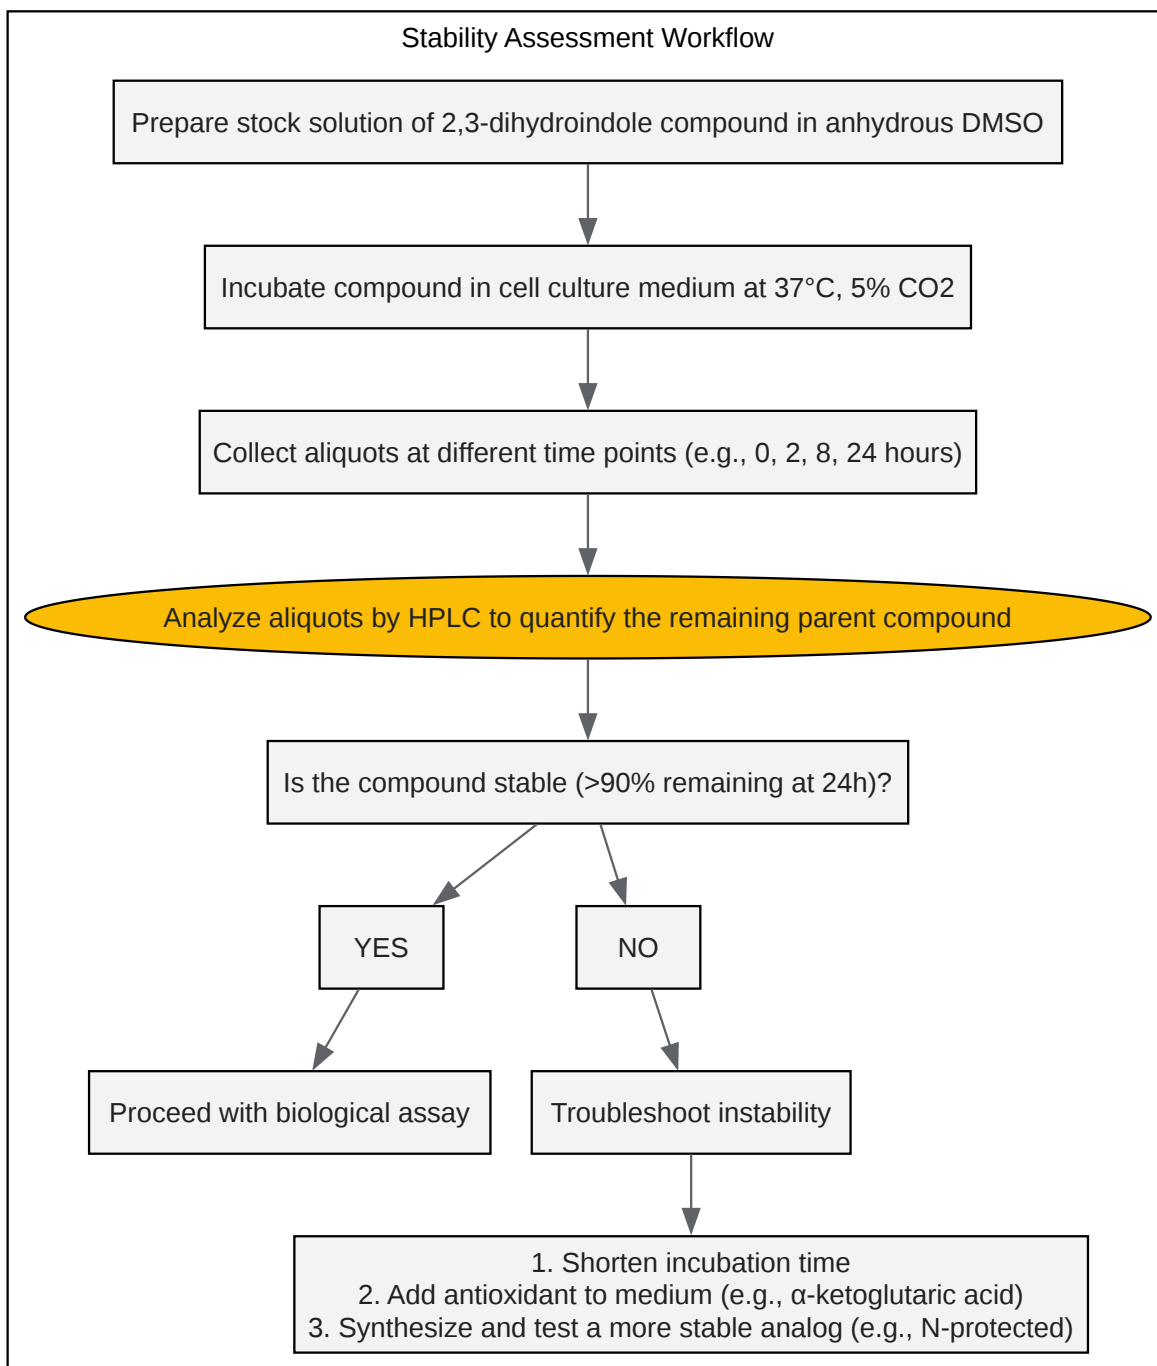 Stability Assessment Workflow
Prepare stock solution of 2,3-dihydroindole compound in anhydrous DMSO
Incubate compound in cell culture medium at 37°C, 5% CO2
Collect aliquots at different time points (e.g., 0, 2, 8, 24 hours)
Analyze aliquots by HPLC to quantify the remaining parent compound
Is the compound stable (>90% remaining at 24h)?
YES
NO
Proceed with biological assay
Troubleshoot instability
1. Shorten incubation time
2. Add antioxidant to medium (e.g., α-ketoglutaric acid)
3. Synthesize and test a more stable analog (e.g., N-protected)